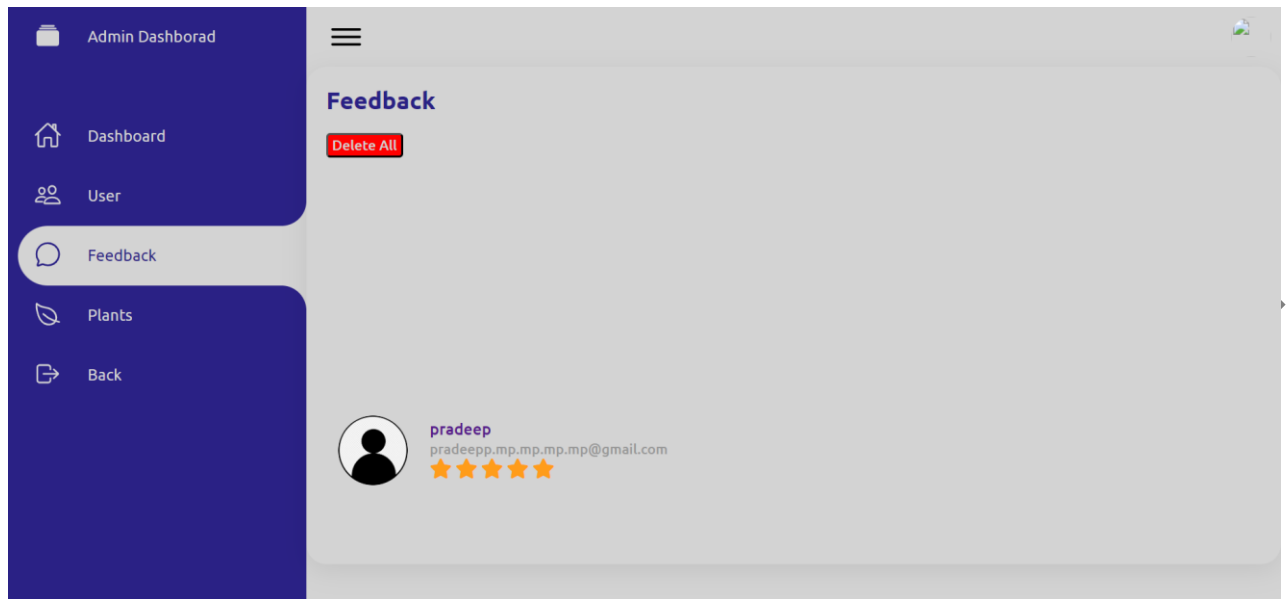 Admin Dashborad
Dashboard
User
Feedback
Plants
Back
Feedback
Delete All
pradeep
pradeepp.mp.mp.mp.mp@gmail.com